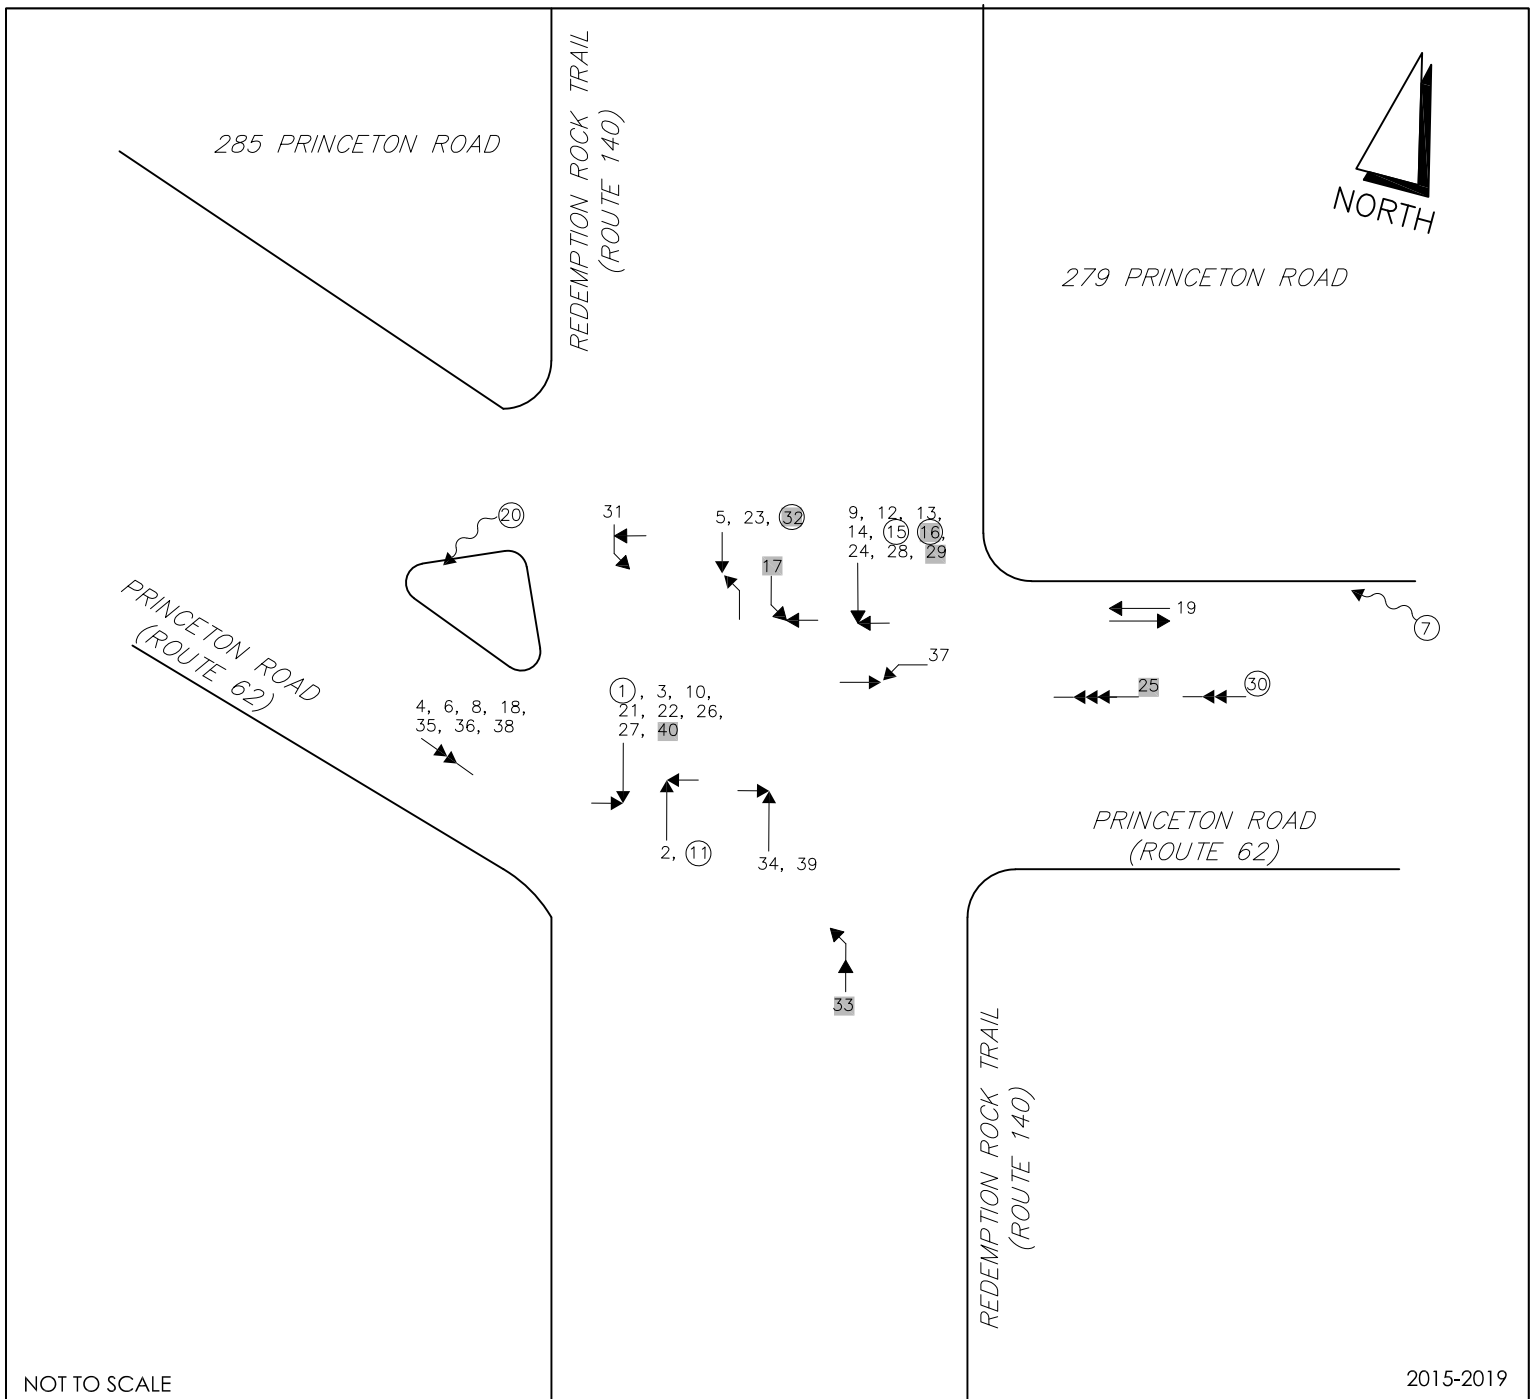 REDEMPTION ROCK TRAIL
(ROUTE 140)
285 PRINCETON ROAD
NORTH
279 PRINCETON ROAD
20
31
5, 23, 32
9, 12, 13,
14, 15, 16,
24, 28, 29
17
19
7
PRINCETON ROAD
(ROUTE 62)
37
25
30
4, 6, 8, 18,
35, 36, 38
1, 3, 10,
21, 22, 26,
27, 40
2, 11
34, 39
PRINCETON ROAD
(ROUTE 62)
33
REDEMPTION ROCK TRAIL
(ROUTE 140)
NOT TO SCALE
2015-2019